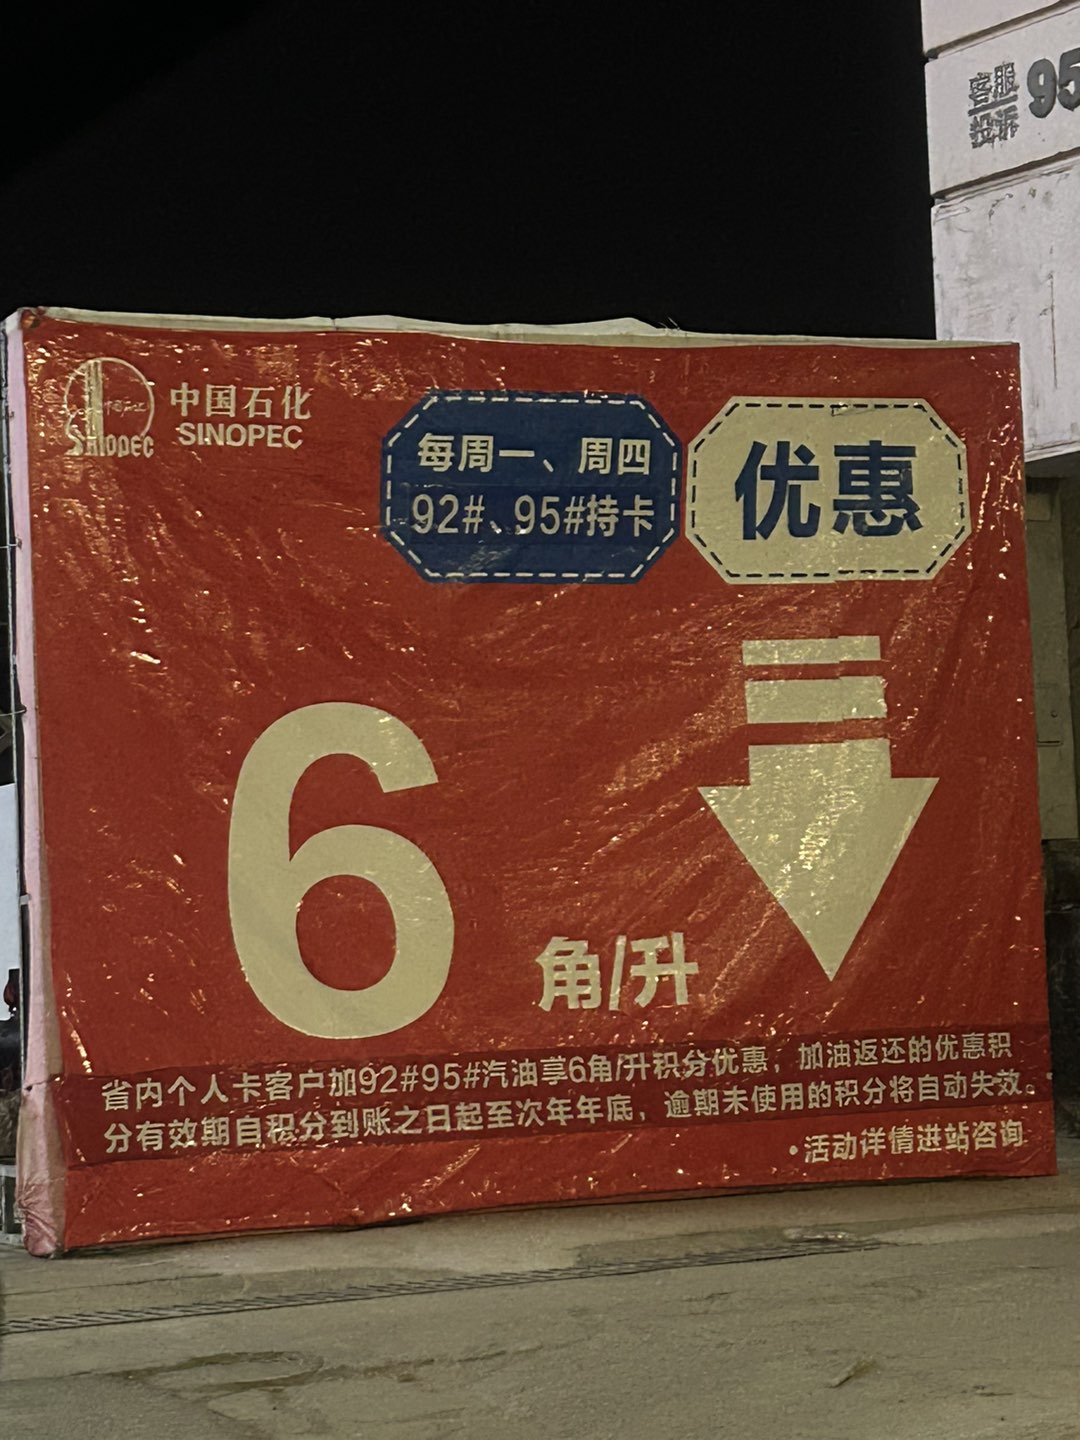 客服
投诉
95
中国石化
SINOPEC
Sinopec
每周一、周四
92#、95#持卡
优惠
6
角/升
省内个人卡客户加92#95#汽油享6角/升积分优惠，加油返还的优惠积
分有效期自积分到账之日起至次年年底，逾期未使用的积分将自动失效。
•活动详情进站咨询